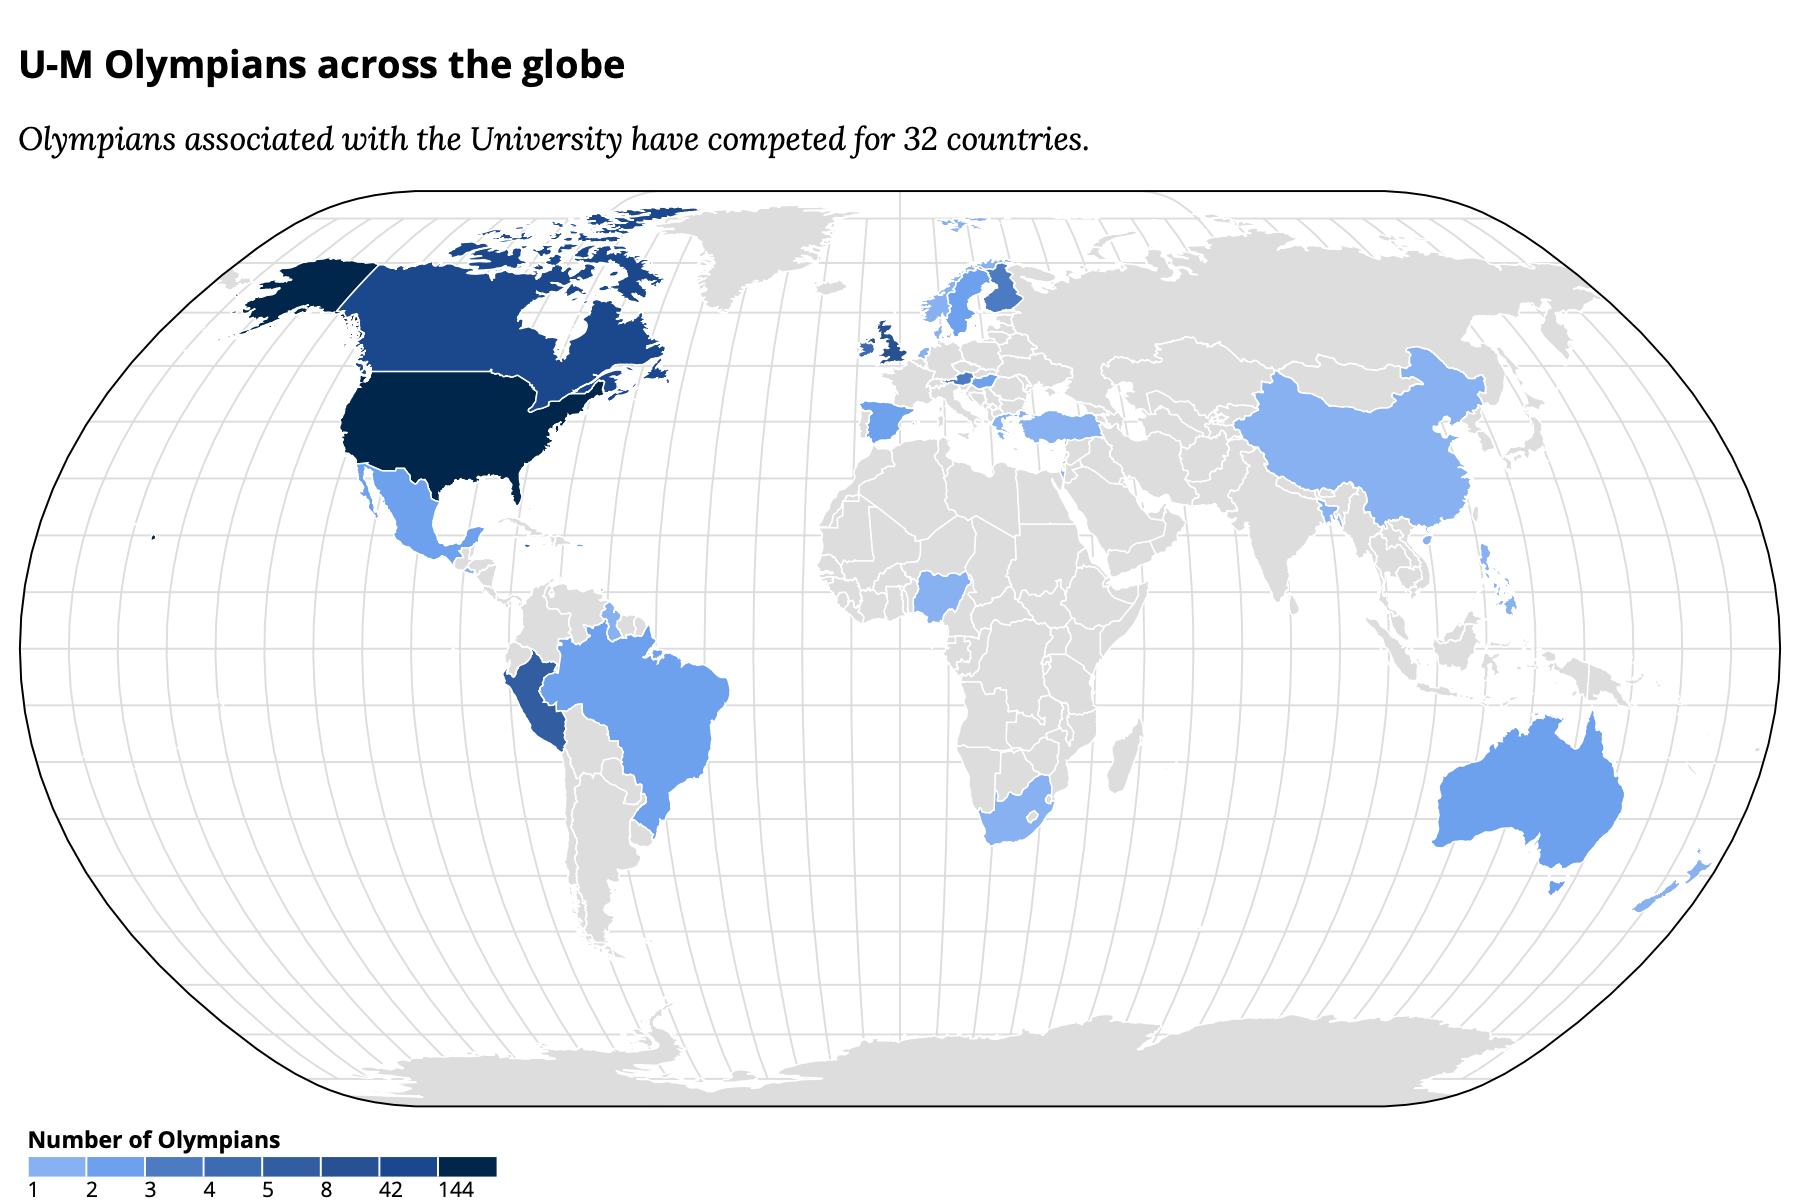 U-M Olympians across the globe
Olympians associated with the University have competed for 32 countries.
Number of Olympians
1 2 3 4 5 8 42 144